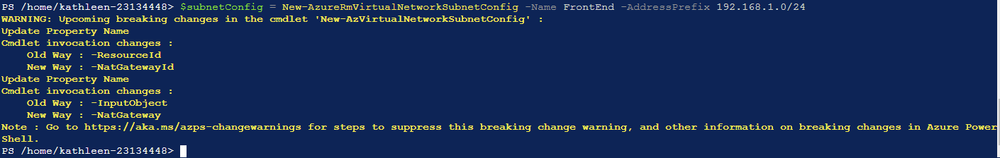 PS /home/kathleen-23134448> $subnetConfig = New-AzureRmVirtualNetworkSubnetConfig -Name FrontEnd -AddressPrefix 192.168.1.0/24
WARNING: Upcoming breaking changes in the cmdlet 'New-AzVirtualNetworkSubnetConfig' :
Update Property Name
Cmdlet invocation changes :
    Old Way : -ResourceId
    New Way : -NatGatewayId
Update Property Name
Cmdlet invocation changes :
    Old Way : -InputObject
    New Way : -NatGateway
Note : Go to https://aka.ms/azps-changewarnings for steps to suppress this breaking change warning, and other information on breaking changes in Azure Power
Shell.
PS /home/kathleen-23134448>